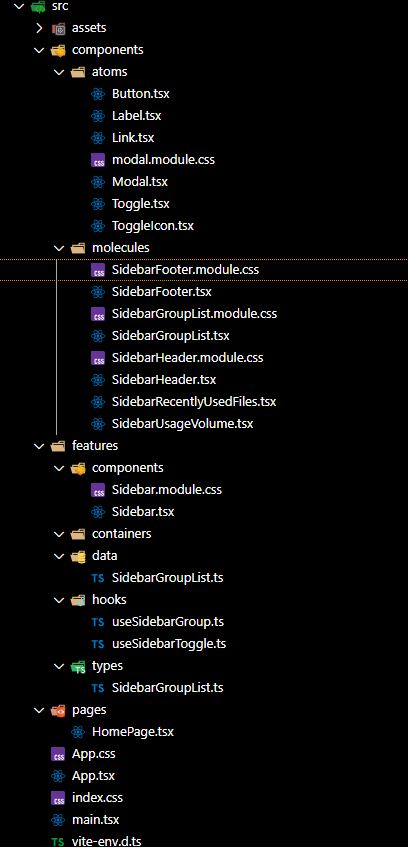 src
assets
components
atoms
Button.tsx
Label.tsx
Link.tsx
CSS modal.module.css
Modal.tsx
Toggle.tsx
ToggleIcon.tsx
molecules
CSS SidebarFooter.module.css
SidebarFooter.tsx
CSS SidebarGroupList.module.css
SidebarGroupList.tsx
CSS SidebarHeader.module.css
SidebarHeader.tsx
SidebarRecentlyUsedFiles.tsx
SidebarUsageVolume.tsx
features
components
CSS Sidebar.module.css
Sidebar.tsx
containers
data
TS SidebarGroupList.ts
hooks
TS useSidebarGroup.ts
TS useSidebarToggle.ts
TS types
TS SidebarGroupList.ts
pages
HomePage.tsx
CSS App.css
App.tsx
CSS index.css
main.tsx
TS vite-env.d.ts